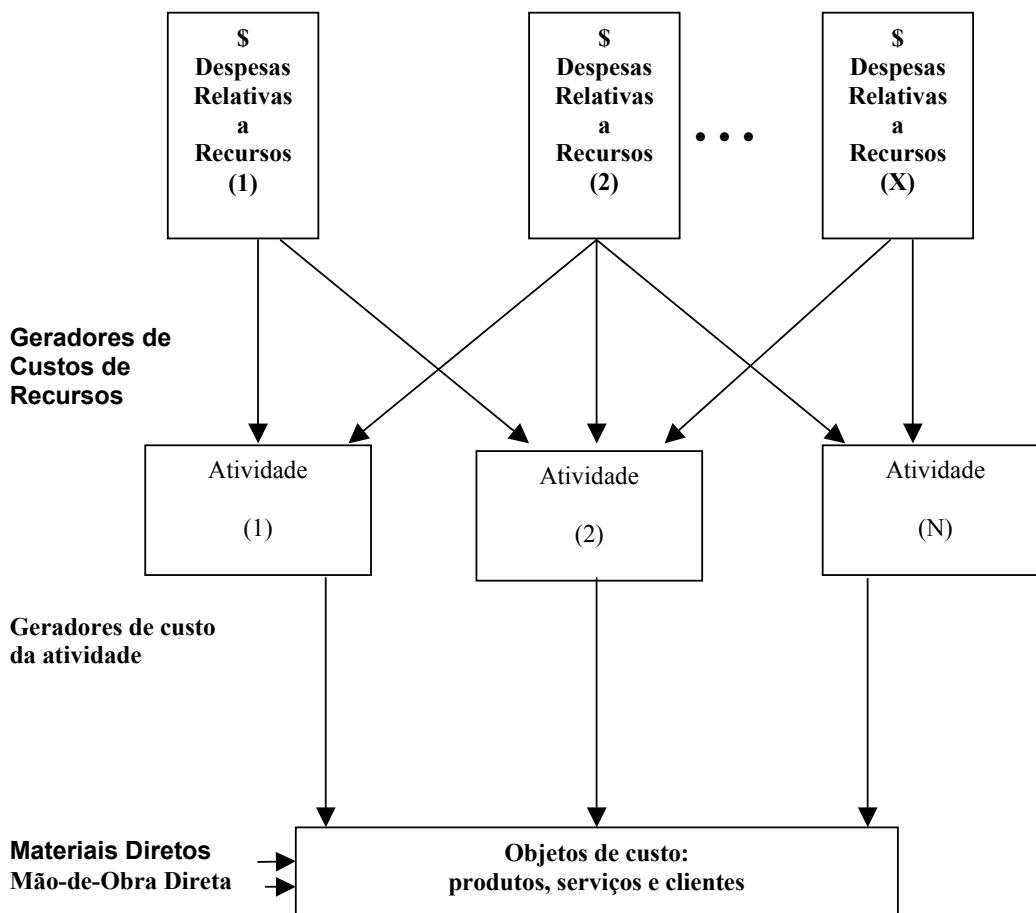 $
Despesas
Relativas
a
Recursos
(1)
$
Despesas
Relativas
a
Recursos
(2)
. . .
$
Despesas
Relativas
a
Recursos
(X)
Geradores de
Custos de
Recursos
Atividade
(1)
Atividade
(2)
Atividade
(N)
Geradores de custo
da atividade
Materiais Diretos
Mão-de-Obra Direta
Objetos de custo:
produtos, serviços e clientes